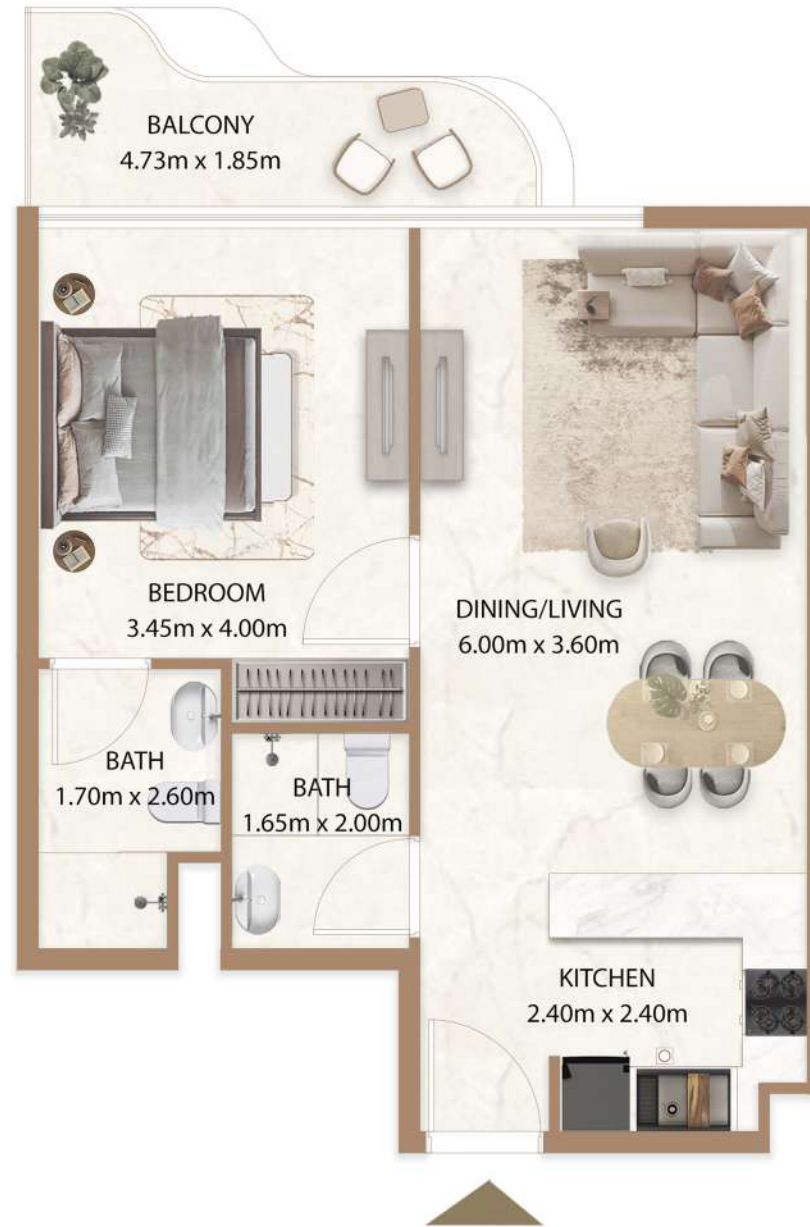 BALCONY
4.73m x 1.85m
BEDROOM
3.45m x 4.00m
DINING/LIVING
6.00m x 3.60m
BATH
1.70m x 2.60m
BATH
1.65m x 2.00m
KITCHEN
2.40m x 2.40m